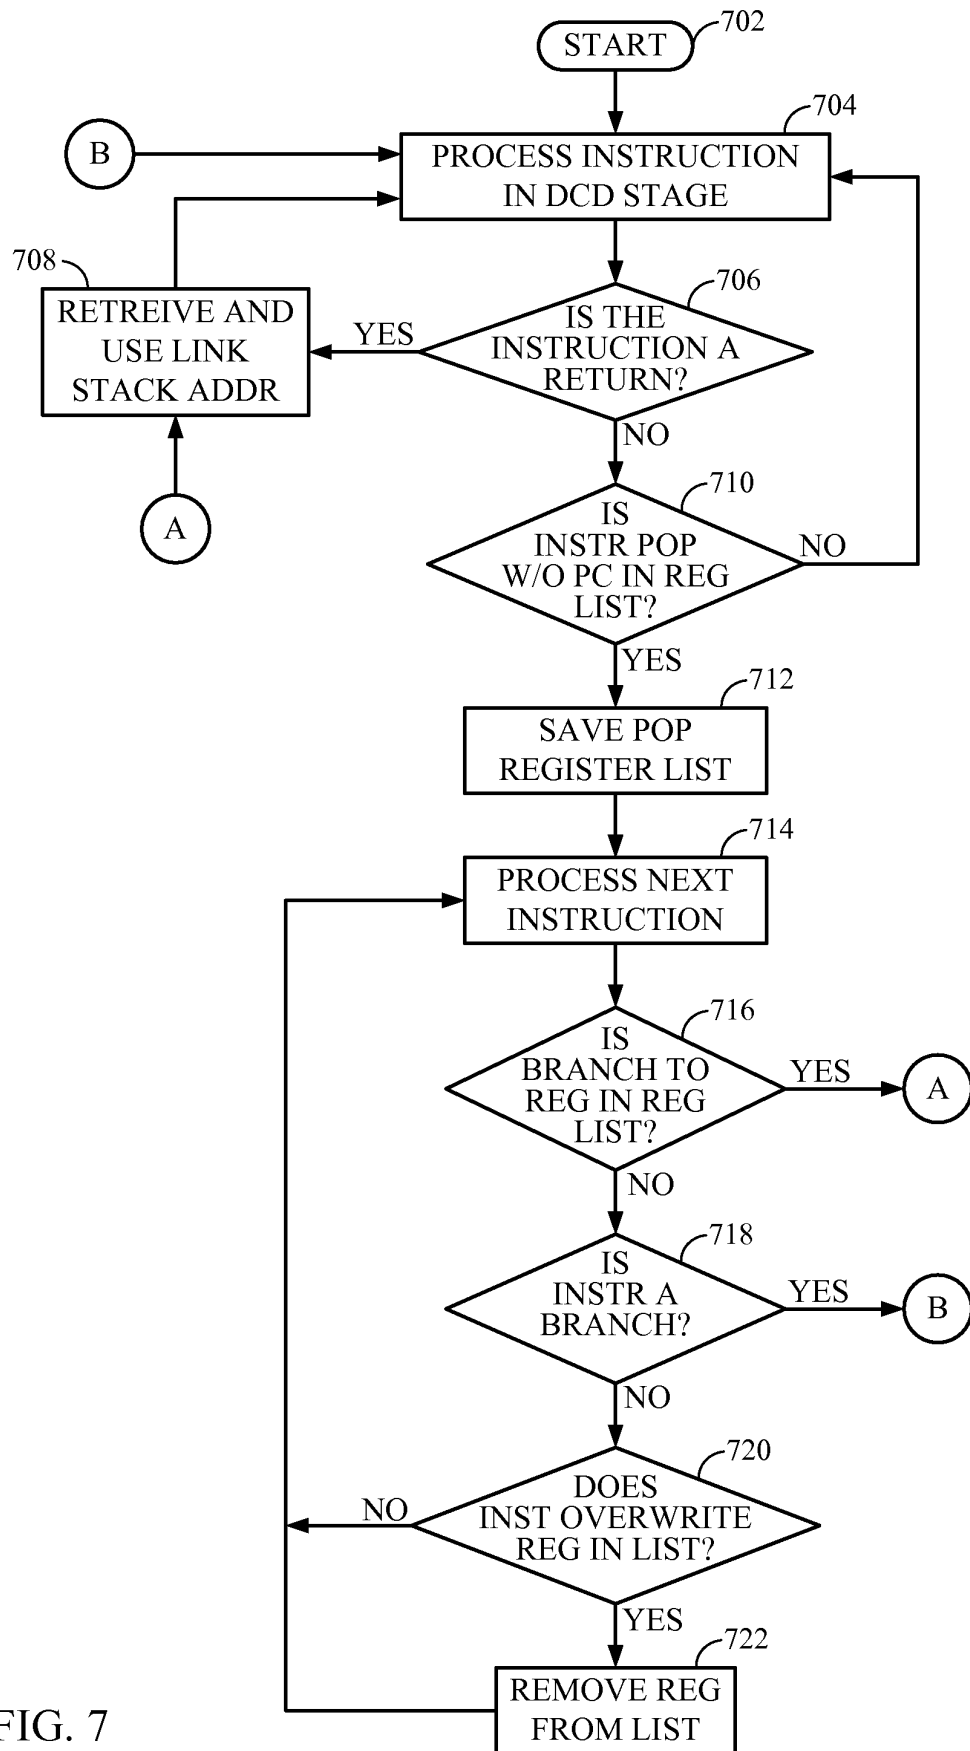 START
702
704
B
PROCESS INSTRUCTION
IN DCD STAGE
708
RETREIVE AND
USE LINK
STACK ADDR
YES
706
IS THE
INSTRUCTION A
RETURN?
NO
A
710
IS
INSTR POP
W/O PC IN REG
LIST?
NO
YES
712
SAVE POP
REGISTER LIST
714
PROCESS NEXT
INSTRUCTION
716
IS
BRANCH TO
REG IN REG
LIST?
YES
A
NO
718
IS
INSTR A
BRANCH?
YES
B
NO
720
DOES
INST OVERWRITE
REG IN LIST?
NO
YES
722
REMOVE REG
FROM LIST
FIG. 7